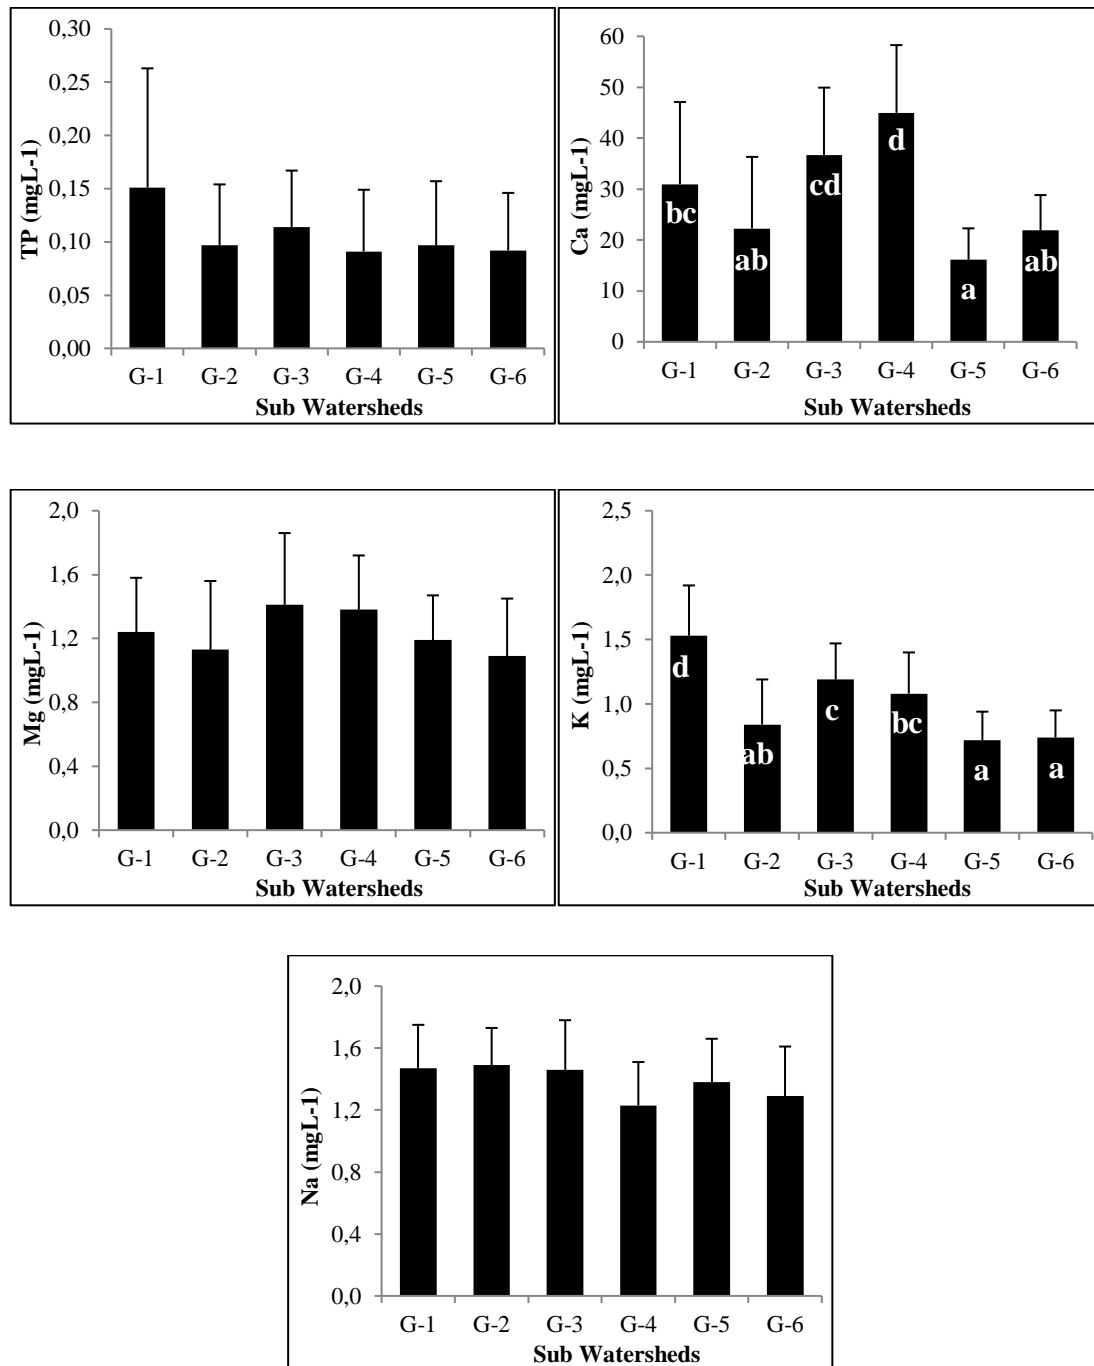 0,30
0,25
0,20
0,15
0,10
0,05
0,00
TP (mgL-1)
G-1 G-2 G-3 G-4 G-5 G-6
Sub Watersheds
60
50
40
30
20
10
0
Ca (mgL-1)
bc ab cd d a ab
G-1 G-2 G-3 G-4 G-5 G-6
Sub Watersheds
2,0
1,6
1,2
0,8
0,4
0,0
Mg (mgL-1)
G-1 G-2 G-3 G-4 G-5 G-6
Sub Watersheds
2,5
2,0
1,5
1,0
0,5
0,0
K (mgL-1)
d ab c bc a a
G-1 G-2 G-3 G-4 G-5 G-6
Sub Watersheds
2,0
1,6
1,2
0,8
0,4
0,0
Na (mgL-1)
G-1 G-2 G-3 G-4 G-5 G-6
Sub Watersheds